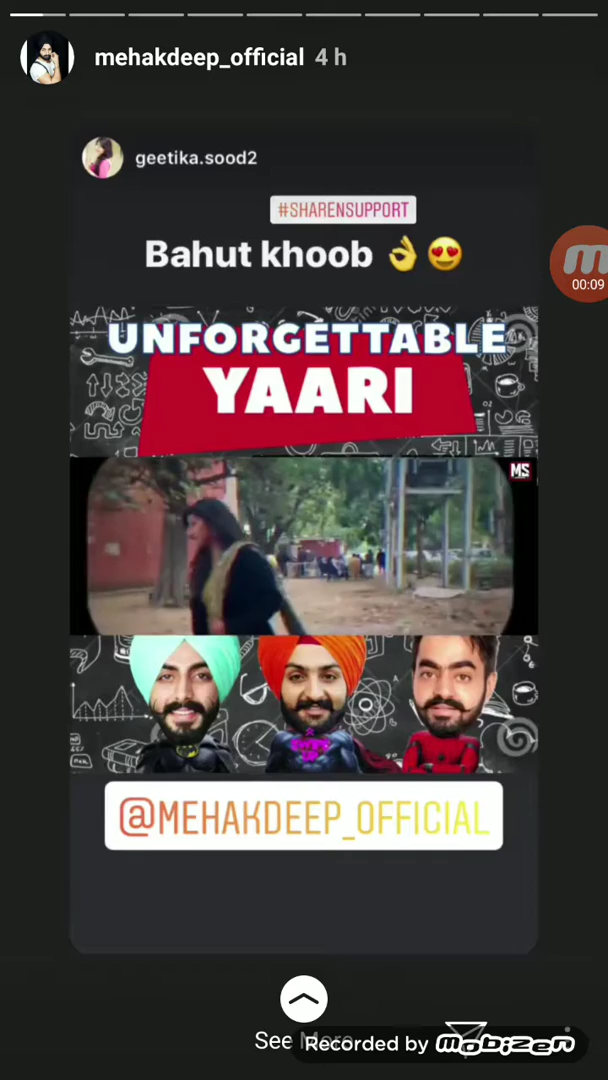 mehakdeep_official 4 h
geetika.sood2
#SHARENSUPPORT
Bahut khoob 👌😍
00:09
UNFORGETTABLE
YAARI
MS
@MEHAKDEEP_OFFICIAL
See More
Recorded by mobizen